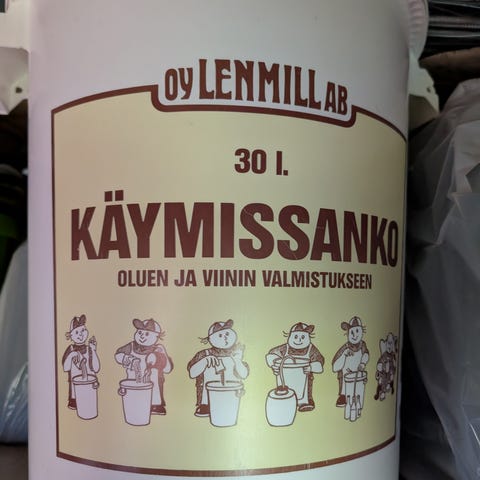 OY LENMILL AB
30 l.
KÄYMISSANKO
OLUEN JA VIININ VALMISTUKSEEN